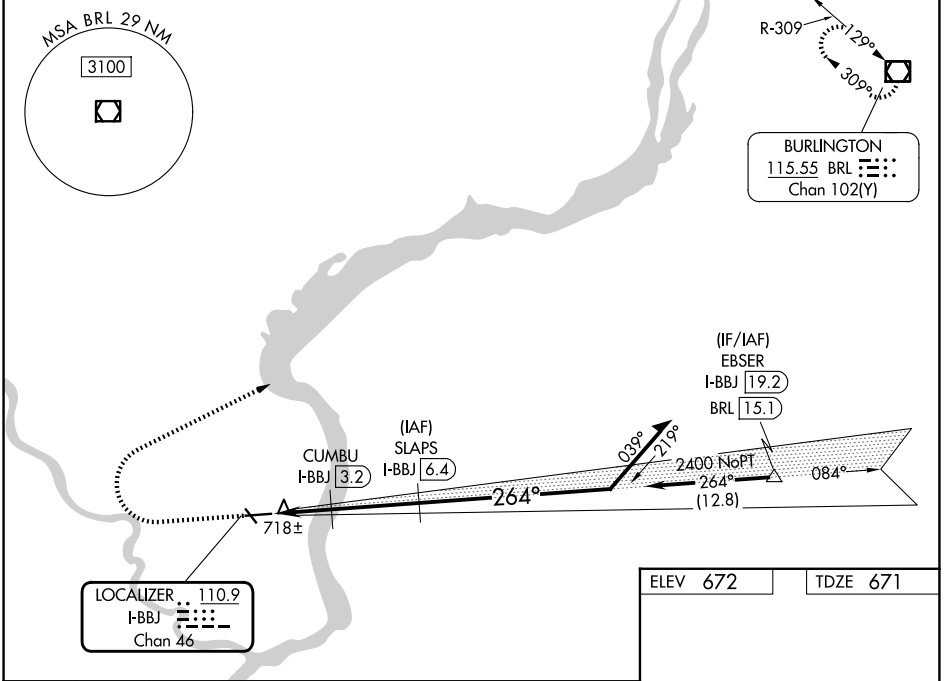 MSA BRL 29 NM
3100
R-309
129°
309°
BURLINGTON
115.55 BRL
Chan 102(Y)
(IF/IAF)
EBSER
I-BBJ 19.2
BRL 15.1
(IAF)
SLAPS
I-BBJ 6.4
CUMBU
I-BBJ 3.2
039°
219°
2400 NoPT
264°
264°
(12.8)
084°
718±
LOCALIZER 110.9
I-BBJ
Chan 46
ELEV 672
TDZE 671